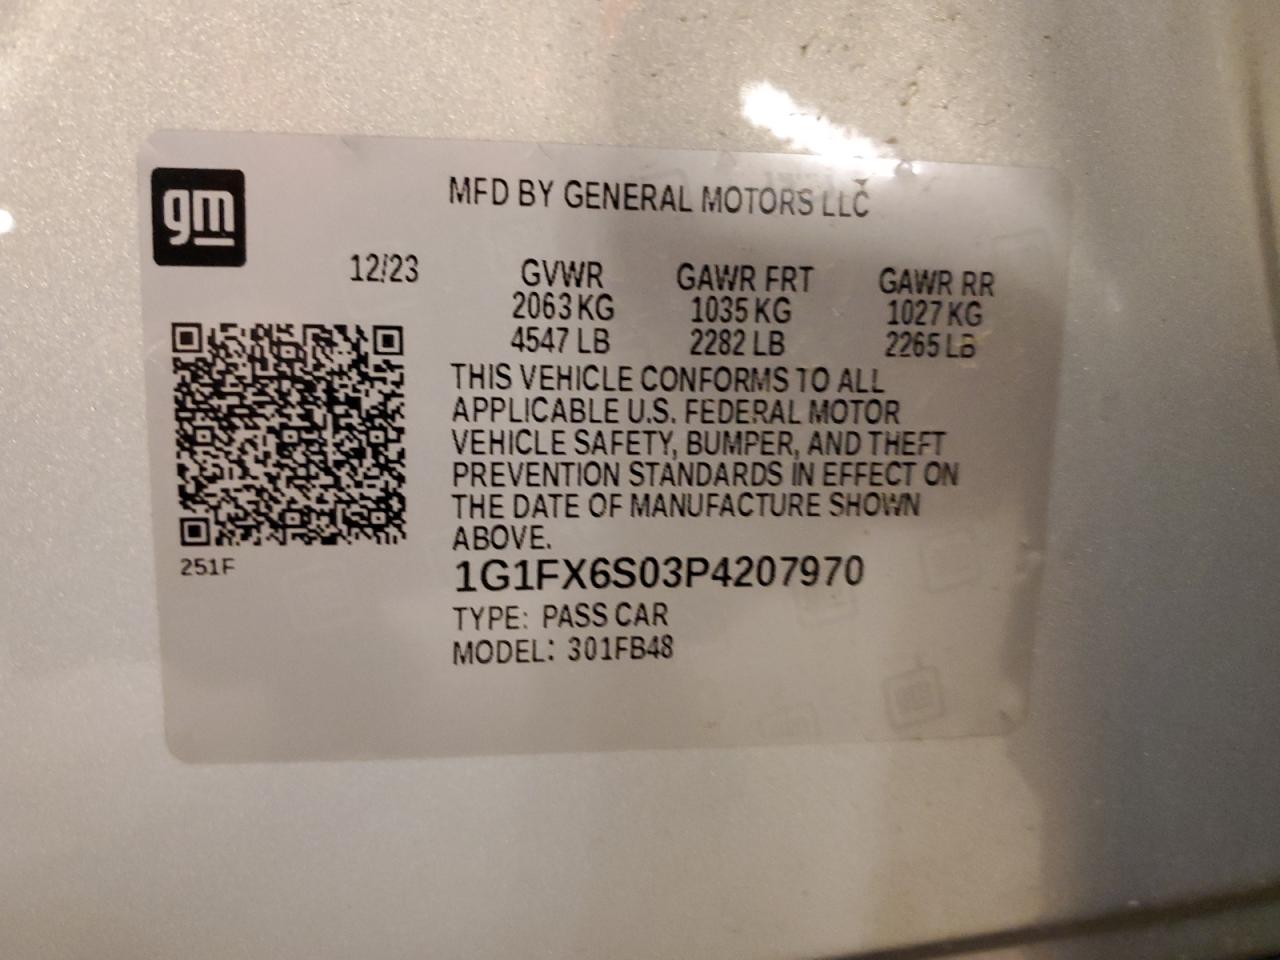 gm
MFD BY GENERAL MOTORS LLC
12/23 GVWR GAWR FRT GAWR RR
2063 KG 1035 KG 1027 KG
4547 LB 2282 LB 2265 LB
THIS VEHICLE CONFORMS TO ALL
APPLICABLE U.S. FEDERAL MOTOR
VEHICLE SAFETY, BUMPER, AND THEFT
PREVENTION STANDARDS IN EFFECT ON
THE DATE OF MANUFACTURE SHOWN
ABOVE.
251F
1G1FX6S03P4207970
TYPE: PASS CAR
MODEL: 301FB48